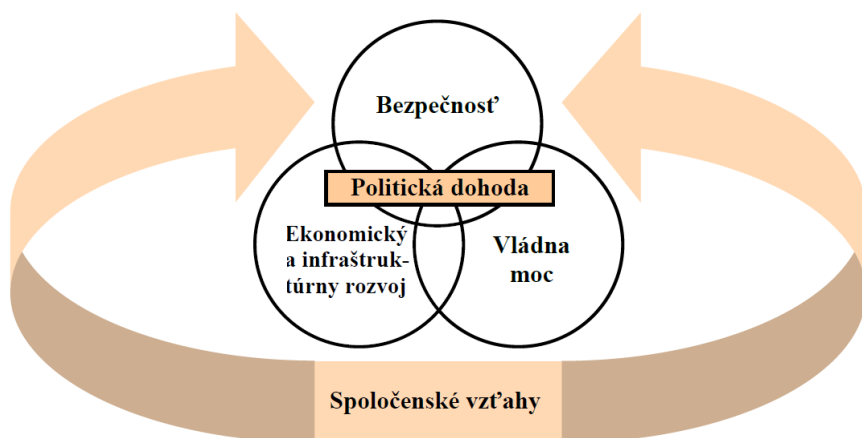 Bezpečnosť
Politická dohoda
Ekonomický
a infraštruk-
túrny rozvoj
Vládna
moc
Spoločenské vzťahy